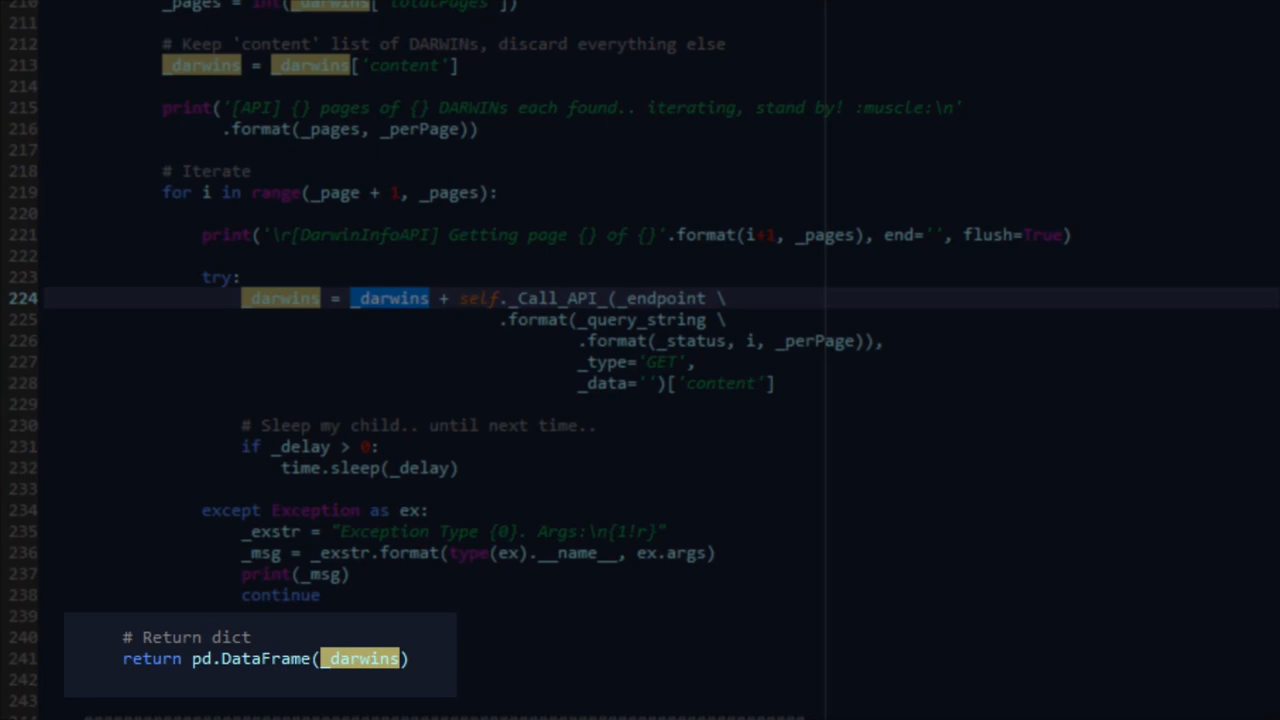 210 _pages = int(_darwins['totalPages'])
211
212 # Keep 'content' list of DARWINs, discard everything else
213 _darwins = _darwins['content']
214
215 print('[API] {} pages of {} DARWINs each found.. iterating, stand by! :muscle:\n'
216 .format(_pages, _perPage))
217
218 # Iterate
219 for i in range(_page + 1, _pages):
220
221 print('\r[DarwinInfoAPI] Getting page {} of {}'.format(i+1, _pages), end='', flush=True)
222
223 try:
224 _darwins = _darwins + self._Call_API_(_endpoint \
225 .format(_query_string \
226 .format(_status, i, _perPage)),
227 _type='GET',
228 _data='')['content']
229
230 # Sleep my child.. until next time..
231 if _delay > 0:
232 time.sleep(_delay)
233
234 except Exception as ex:
235 _exstr = "Exception Type {0}. Args:\n{1!r}"
236 _msg = _exstr.format(type(ex).__name__, ex.args)
237 print(_msg)
238 continue
239
240 # Return dict
241 return pd.DataFrame(_darwins)
242
243